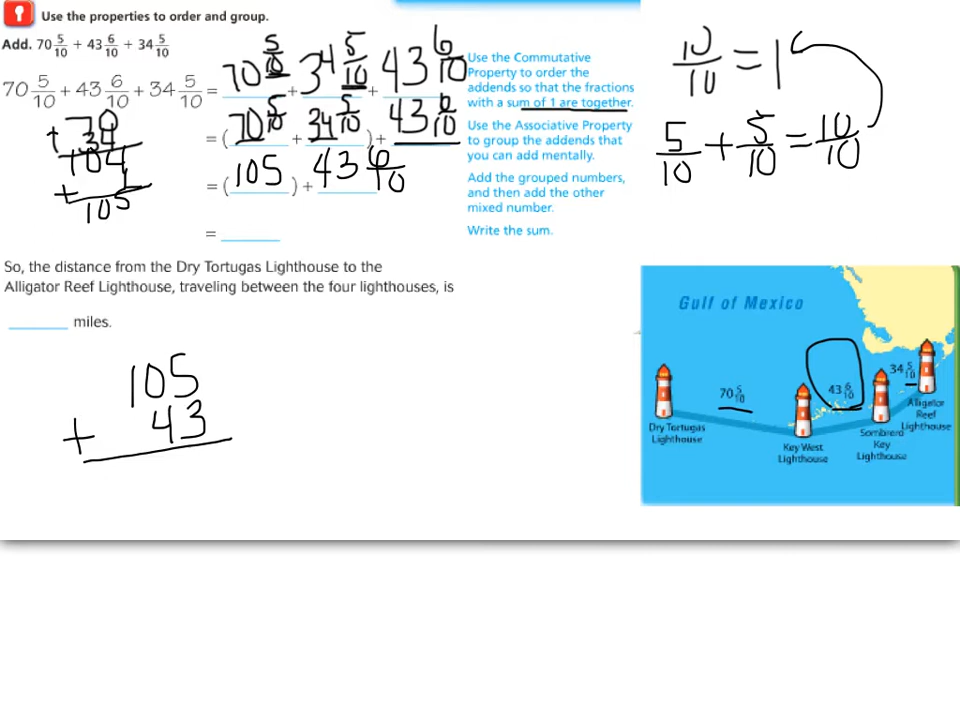 ! Use the properties to order and group.
Add. 70 5/10 + 43 6/10 + 34 5/10
70 5/10 + 43 6/10 + 34 5/10 = 70 5/10 + 34 5/10 + 43 6/10
= ( 70 5/10 + 34 5/10 ) + 43 6/10
= ( 105 ) + 43 6/10
= ______
70
+ 34
104
+ 1
105
Use the Commutative
Property to order the
addends so that the fractions
with a sum of 1 are together.
Use the Associative Property
to group the addends that
you can add mentally.
Add the grouped numbers,
and then add the other
mixed number.
Write the sum.
10/10 = 1
5/10 + 5/10 = 10/10
So, the distance from the Dry Tortugas Lighthouse to the
Alligator Reef Lighthouse, traveling between the four lighthouses, is
______ miles.
105
+ 43
Gulf of Mexico
70 5/10
43 6/10
34 5/10
Dry Tortugas
Lighthouse
Key West
Lighthouse
Sombrero
Key
Lighthouse
Alligator
Reef
Lighthouse